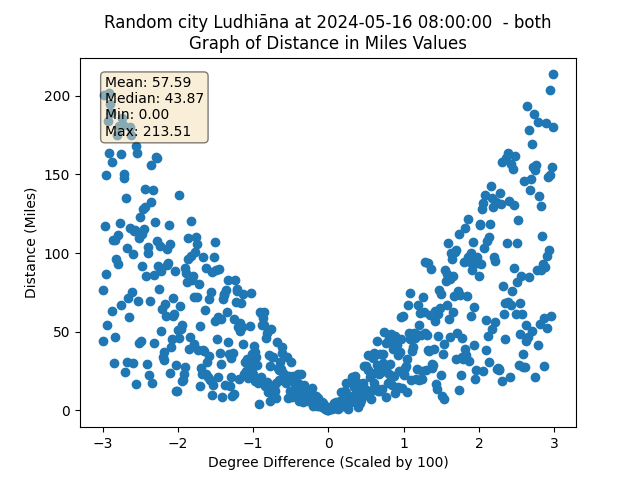 Random city Ludhiāna at 2024-05-16 08:00:00  - both
Graph of Distance in Miles Values
Mean: 57.59
Median: 43.87
Min: 0.00
Max: 213.51
Distance (Miles)
200
150
100
50
0
−3 −2 −1 0 1 2 3
Degree Difference (Scaled by 100)